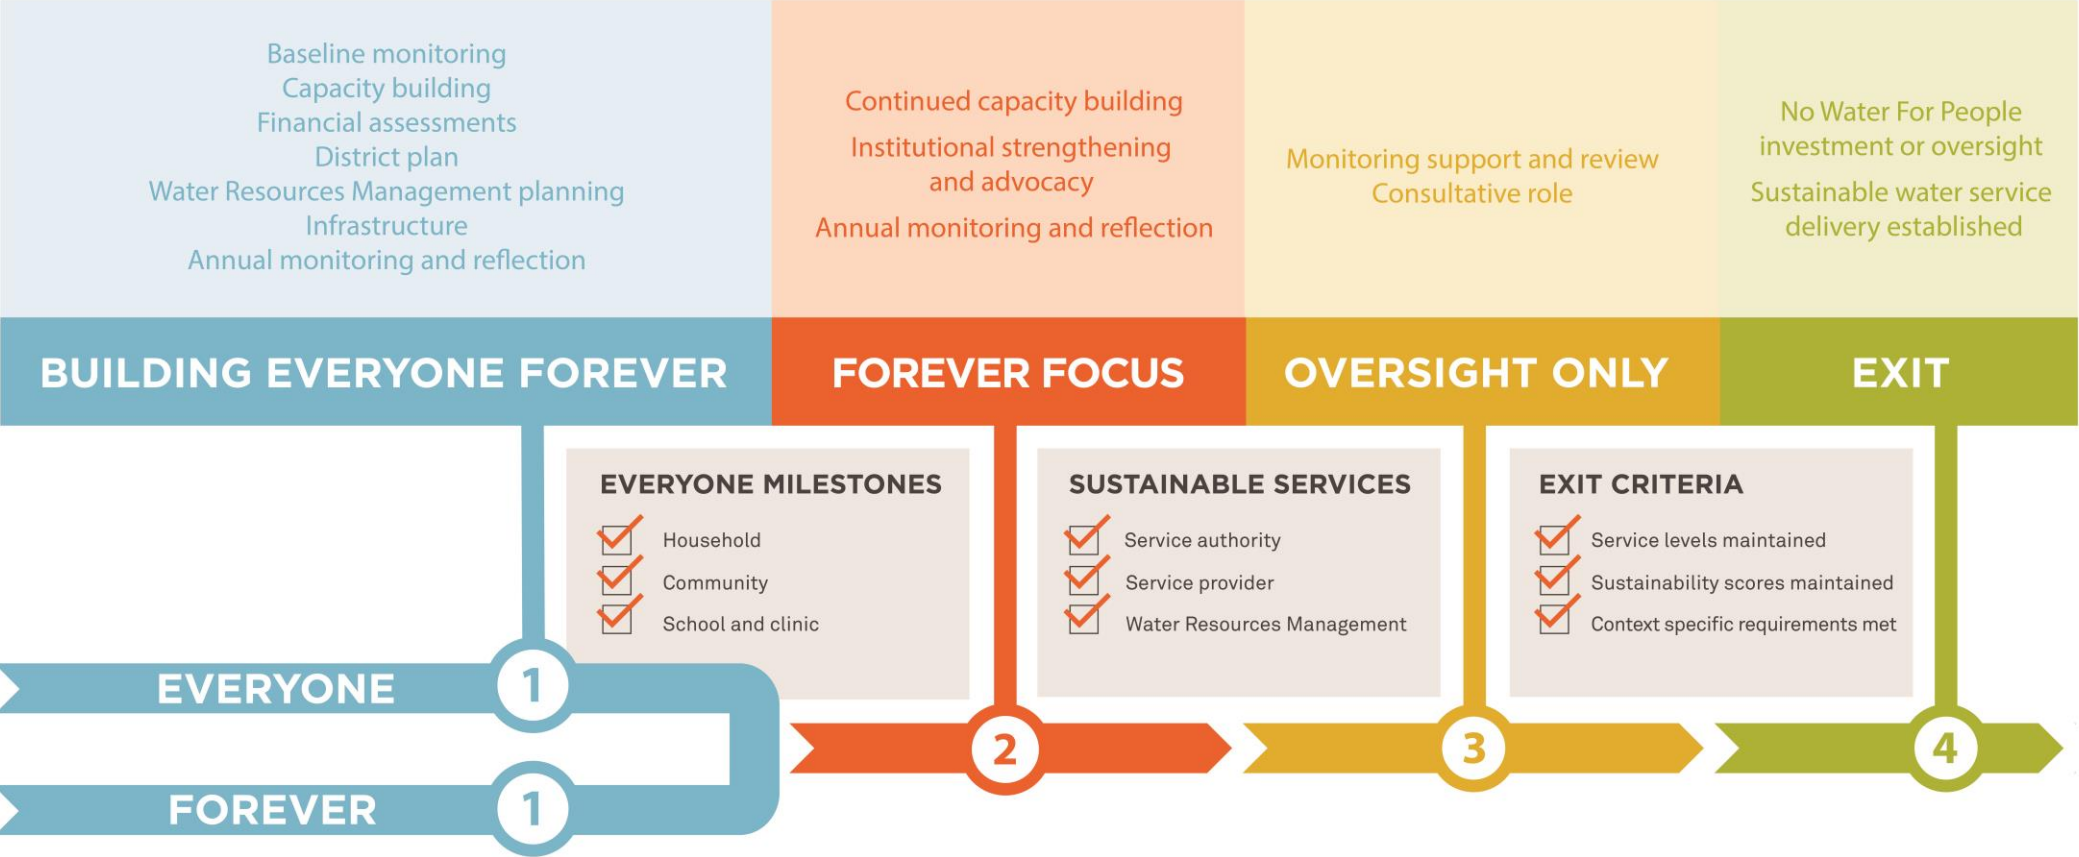 Baseline monitoring
Capacity building
Financial assessments
District plan
Water Resources Management planning
Infrastructure
Annual monitoring and reflection
Continued capacity building
Institutional strengthening
and advocacy
Annual monitoring and reflection
Monitoring support and review
Consultative role
No Water For People
investment or oversight
Sustainable water service
delivery established
BUILDING EVERYONE FOREVER
FOREVER FOCUS
OVERSIGHT ONLY
EXIT
EVERYONE MILESTONES
Household
Community
School and clinic
SUSTAINABLE SERVICES
Service authority
Service provider
Water Resources Management
EXIT CRITERIA
Service levels maintained
Sustainability scores maintained
Context specific requirements met
EVERYONE
1
FOREVER
1
2
3
4